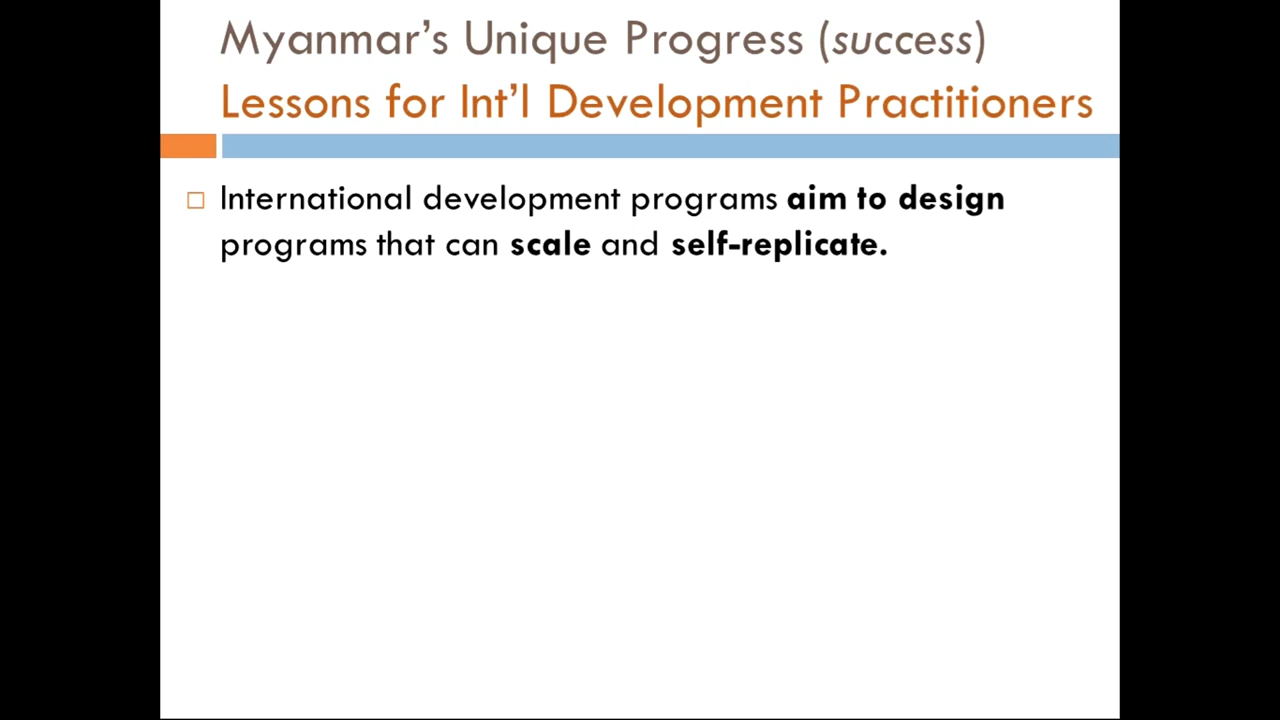 Myanmar’s Unique Progress (success)
Lessons for Int’l Development Practitioners
International development programs aim to design
programs that can scale and self-replicate.